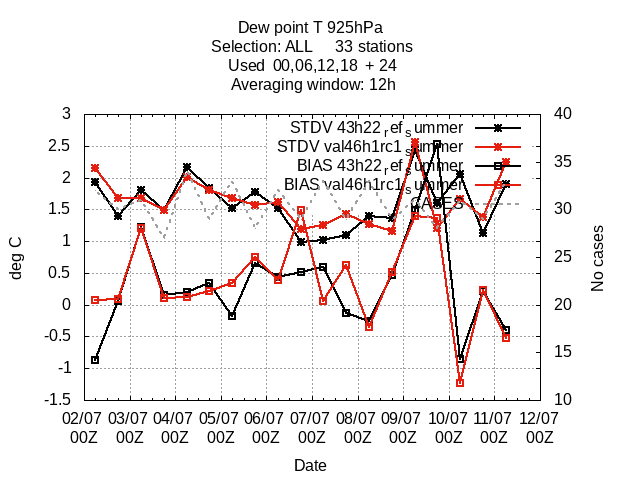 Dew point T 925hPa
Selection: ALL 33 stations
Used 00,06,12,18 + 24
Averaging window: 12h
STDV 43h22_ref_summer
STDV val46h1rc1_summer
BIAS 43h22_ref_summer
BIAS val46h1rc1_summer
CASES
3
2.5
2
1.5
1
0.5
0
-0.5
-1
-1.5
deg C
40
35
30
25
20
15
10
No cases
02/07 03/07 04/07 05/07 06/07 07/07 08/07 09/07 10/07 11/07 12/07
00Z 00Z 00Z 00Z 00Z 00Z 00Z 00Z 00Z 00Z 00Z
Date